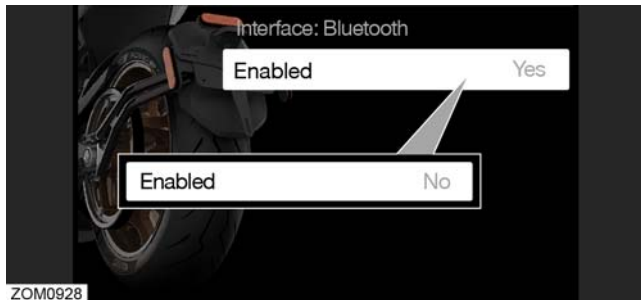 Interface: Bluetooth
Enabled Yes
Enabled No
ZOM0928